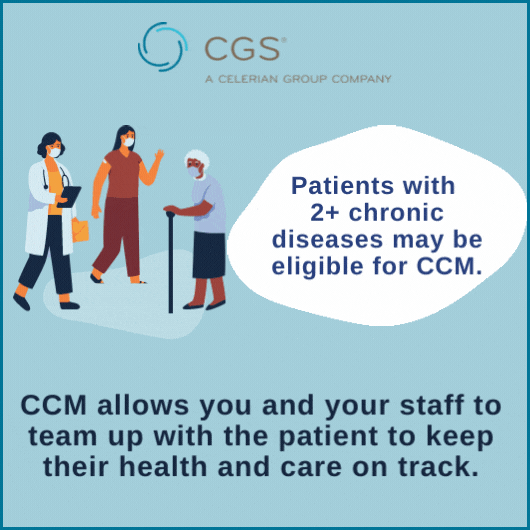 CGS®
A CELERIAN GROUP COMPANY
Patients with
2+ chronic
diseases may be
eligible for CCM.
CCM allows you and your staff to
team up with the patient to keep
their health and care on track.